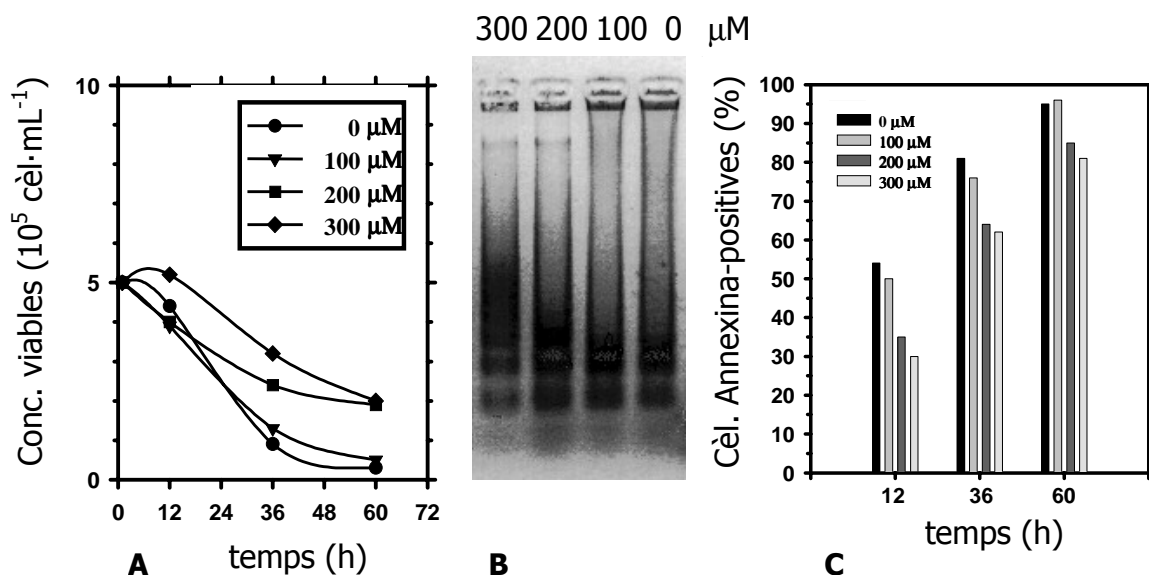 300 200 100 0 μM
Conc. viables (10⁵ cèl·mL⁻¹)
10
5
0
0 μM
100 μM
200 μM
300 μM
0 12 24 36 48 60 72
temps (h)
A
B
Cèl. Annexina-positives (%)
100
90
80
70
60
50
40
30
20
10
0
0 μM
100 μM
200 μM
300 μM
12 36 60
temps (h)
C